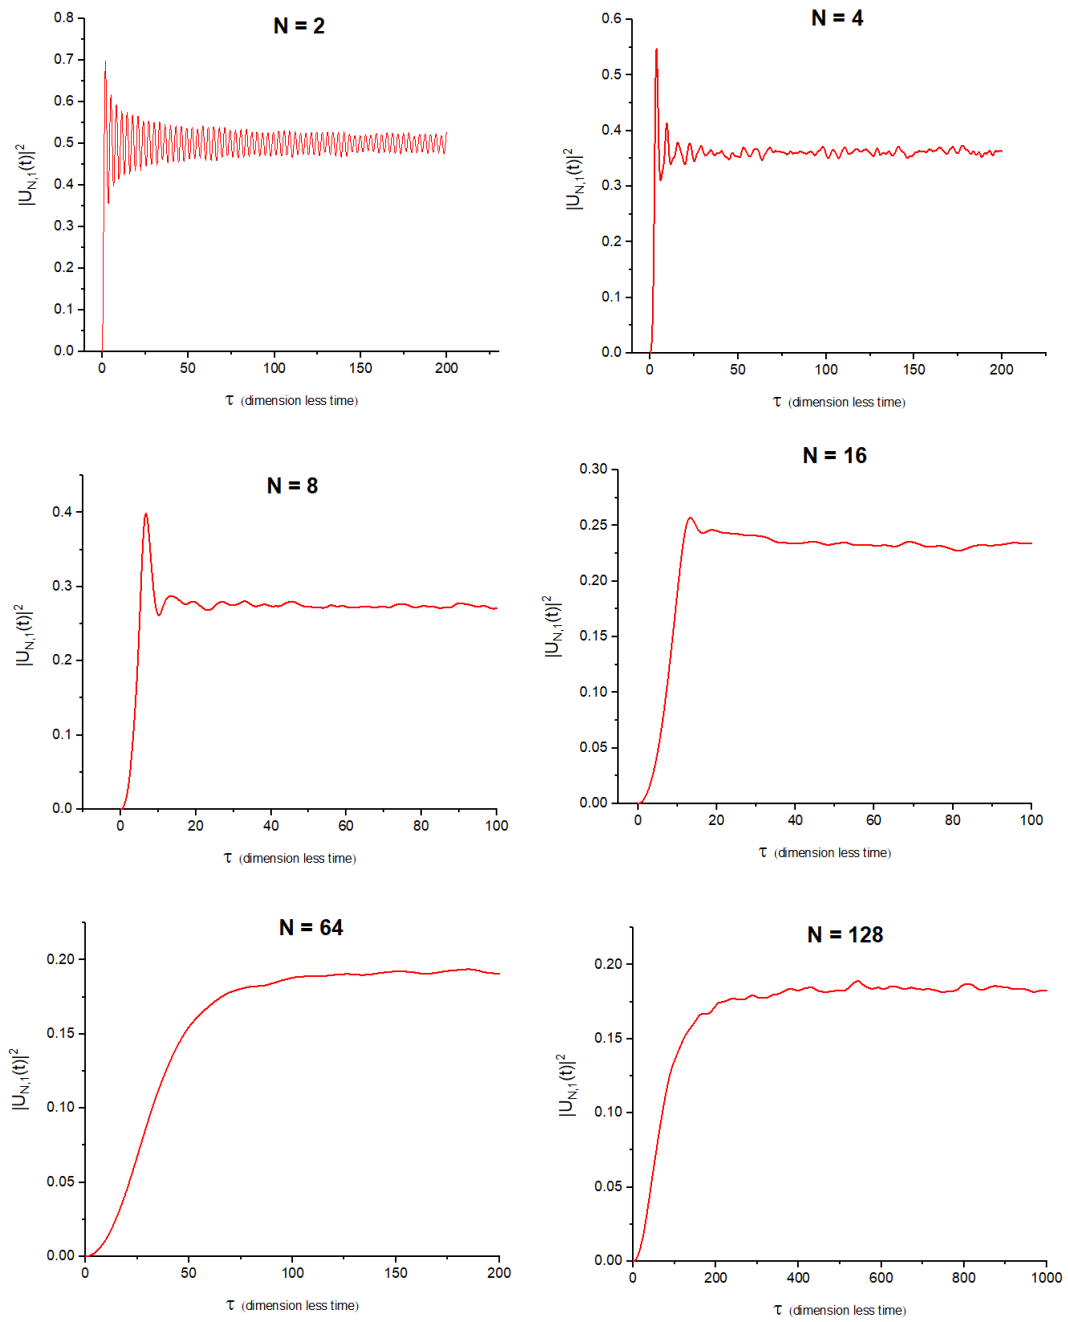 N = 2
0.8
0.7
0.6
0.5
0.4
0.3
0.2
0.1
0.0
|U_{N,1}(t)|^2
0 50 100 150 200
τ (dimension less time)
N = 4
0.6
0.5
0.4
0.3
0.2
0.1
0.0
|U_{N,1}(t)|^2
0 50 100 150 200
τ (dimension less time)
N = 8
0.4
0.3
0.2
0.1
0.0
|U_{N,1}(t)|^2
0 20 40 60 80 100
τ (dimension less time)
N = 16
0.30
0.25
0.20
0.15
0.10
0.05
0.00
|U_{N,1}(t)|^2
0 20 40 60 80 100
τ (dimension less time)
N = 64
0.20
0.15
0.10
0.05
0.00
|U_{N,1}(t)|^2
0 50 100 150 200
τ (dimension less time)
N = 128
0.20
0.15
0.10
0.05
0.00
|U_{N,1}(t)|^2
0 200 400 600 800 1000
τ (dimension less time)